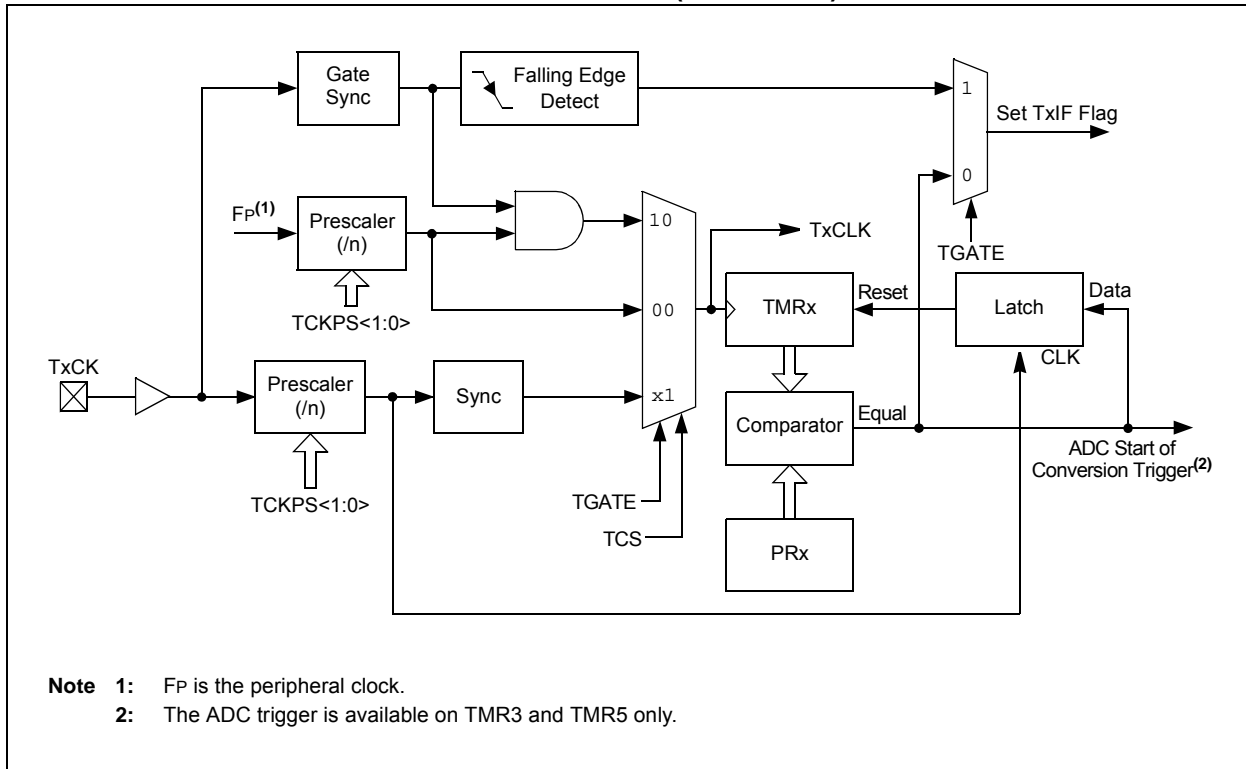 Gate
Sync
Falling Edge
Detect
1
Set TxIF Flag
0
TGATE
FP(1)
Prescaler
(/n)
TCKPS<1:0>
10
00
x1
TxCLK
TMRx
Reset
Latch
Data
CLK
TxCK
Prescaler
(/n)
TCKPS<1:0>
Sync
TGATE
TCS
Comparator
Equal
ADC Start of
Conversion Trigger(2)
PRx
Note 1: FP is the peripheral clock.
2: The ADC trigger is available on TMR3 and TMR5 only.